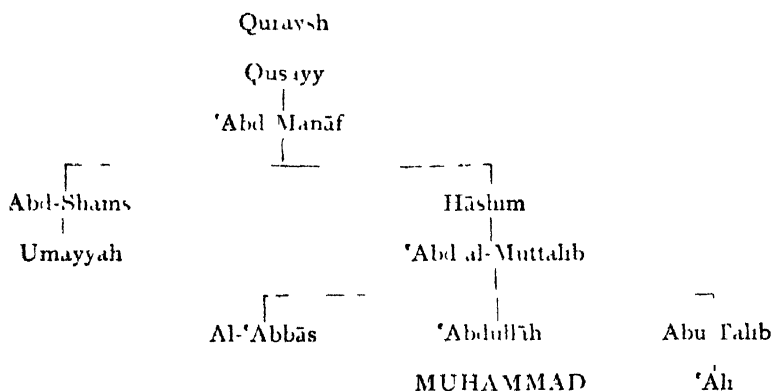 Quraysh
Qusayy
'Abd Manāf
Abd-Shams Hāshim
Umayyah 'Abd al-Muttalib
Al-'Abbās 'Abdullāh Abu Talib
MUHAMMAD 'Ali